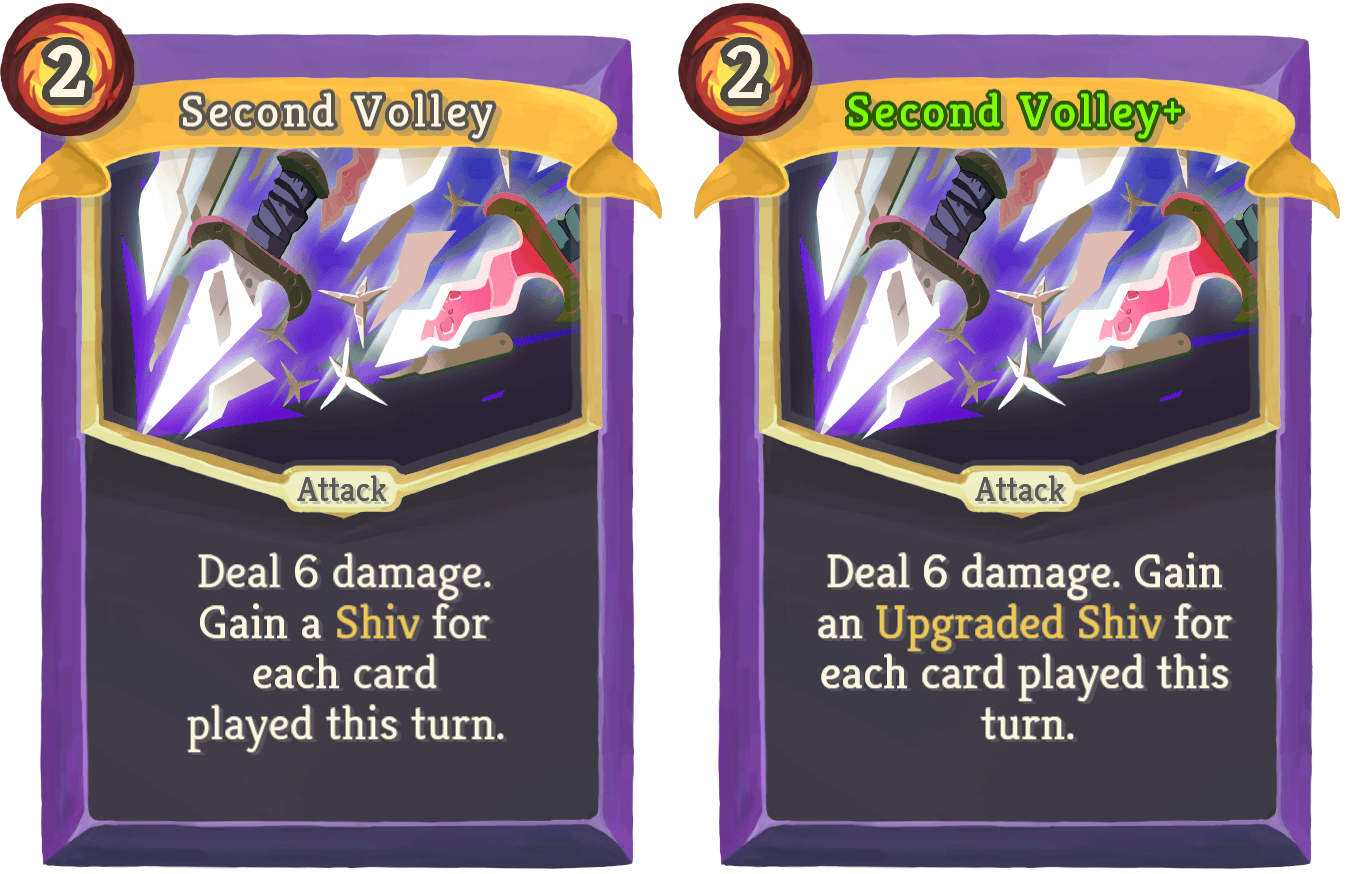 2
Second Volley
Attack
Deal 6 damage.
Gain a Shiv for
each card
played this turn.
2
Second Volley+
Attack
Deal 6 damage. Gain
an Upgraded Shiv for
each card played this
turn.